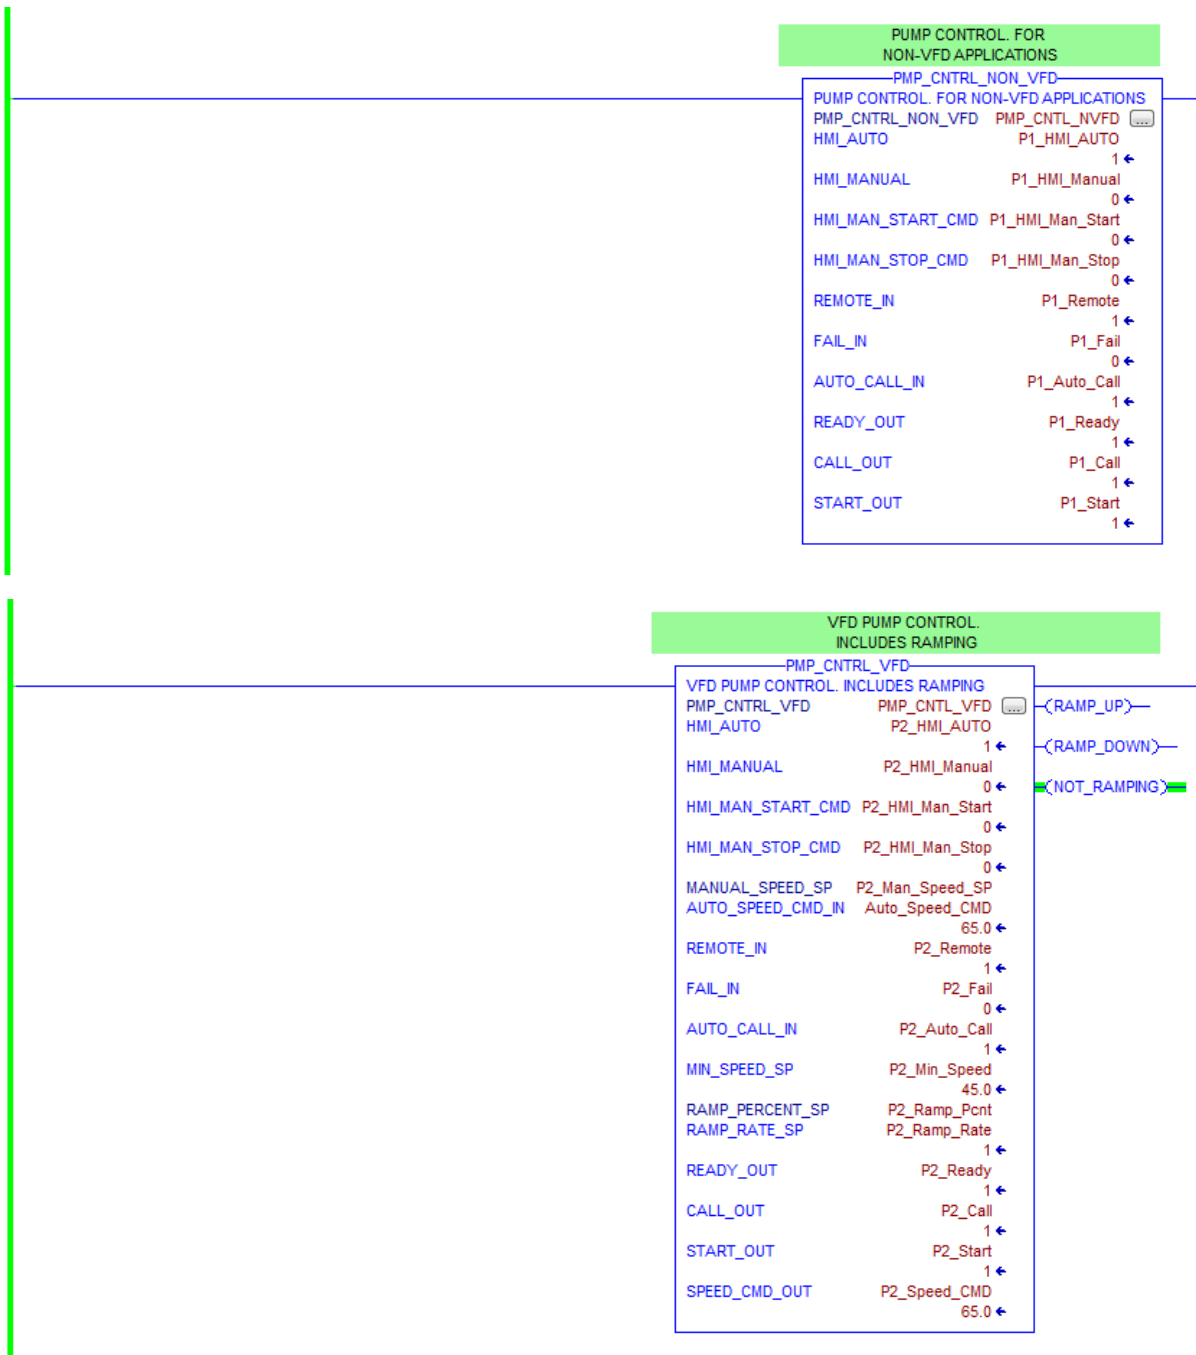 PUMP CONTROL. FOR
NON-VFD APPLICATIONS
PMP_CNTRL_NON_VFD
PUMP CONTROL. FOR NON-VFD APPLICATIONS
PMP_CNTRL_NON_VFD PMP_CNTL_NVFD ...
HMI_AUTO P1_HMI_AUTO
1
HMI_MANUAL P1_HMI_Manual
0
HMI_MAN_START_CMD P1_HMI_Man_Start
0
HMI_MAN_STOP_CMD P1_HMI_Man_Stop
0
REMOTE_IN P1_Remote
1
FAIL_IN P1_Fail
0
AUTO_CALL_IN P1_Auto_Call
1
READY_OUT P1_Ready
1
CALL_OUT P1_Call
1
START_OUT P1_Start
1
VFD PUMP CONTROL.
INCLUDES RAMPING
PMP_CNTRL_VFD
VFD PUMP CONTROL. INCLUDES RAMPING
PMP_CNTRL_VFD PMP_CNTL_VFD ... (RAMP_UP)
HMI_AUTO P2_HMI_AUTO
1 (RAMP_DOWN)
HMI_MANUAL P2_HMI_Manual
0 (NOT_RAMPING)
HMI_MAN_START_CMD P2_HMI_Man_Start
0
HMI_MAN_STOP_CMD P2_HMI_Man_Stop
0
MANUAL_SPEED_SP P2_Man_Speed_SP
AUTO_SPEED_CMD_IN Auto_Speed_CMD
65.0
REMOTE_IN P2_Remote
1
FAIL_IN P2_Fail
0
AUTO_CALL_IN P2_Auto_Call
1
MIN_SPEED_SP P2_Min_Speed
45.0
RAMP_PERCENT_SP P2_Ramp_Pcnt
RAMP_RATE_SP P2_Ramp_Rate
1
READY_OUT P2_Ready
1
CALL_OUT P2_Call
1
START_OUT P2_Start
1
SPEED_CMD_OUT P2_Speed_CMD
65.0